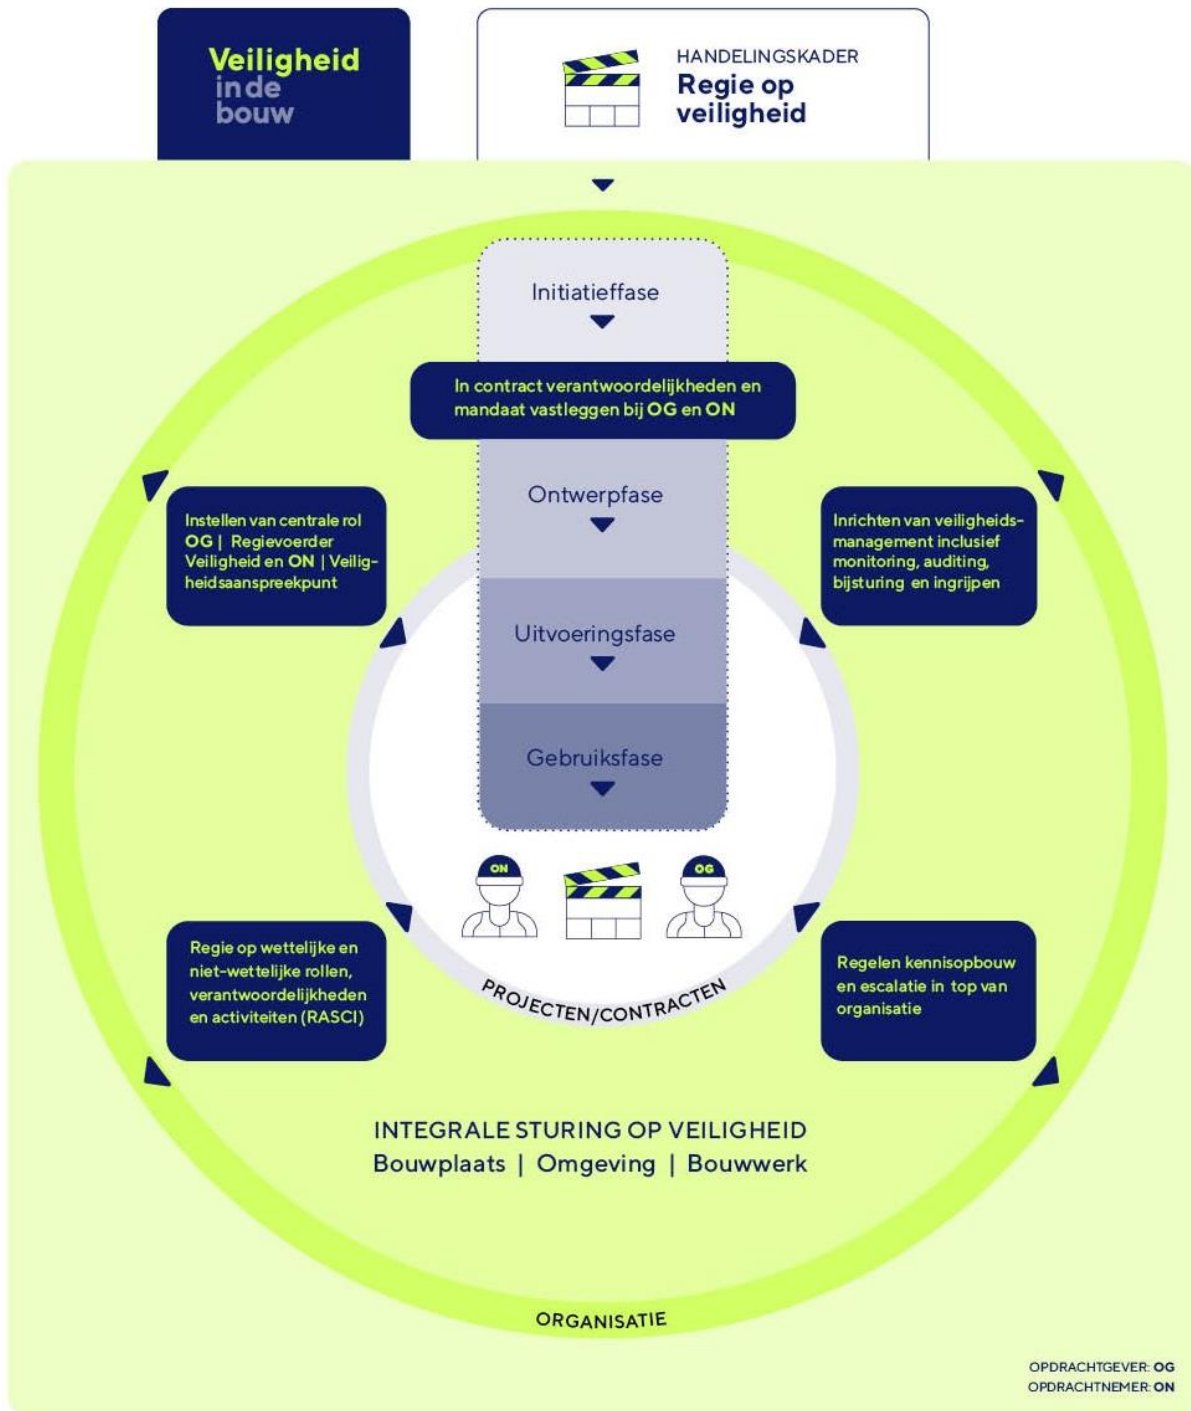 Veiligheid
in de
bouw
HANDELINGSKADER
Regie op
veiligheid
Initiatieffase
In contract verantwoordelijkheden en
mandaat vastleggen bij OG en ON
Ontwerpfase
Instellen van centrale rol
OG | Regievoerder
Veiligheid en ON | Veilig-
heidsaanspreekpunt
Inrichten van veiligheids-
management inclusief
monitoring, auditing,
bijsturing en ingrijpen
Uitvoeringsfase
Gebruiksfase
ON
OG
Regie op wettelijke en
niet-wettelijke rollen,
verantwoordelijkheden
en activiteiten (RASCI)
Regelen kennisopbouw
en escalatie in top van
organisatie
PROJECTEN/CONTRACTEN
INTEGRALE STURING OP VEILIGHEID
Bouwplaats | Omgeving | Bouwwerk
ORGANISATIE
OPDRACHTGEVER: OG
OPDRACHTNEMER: ON